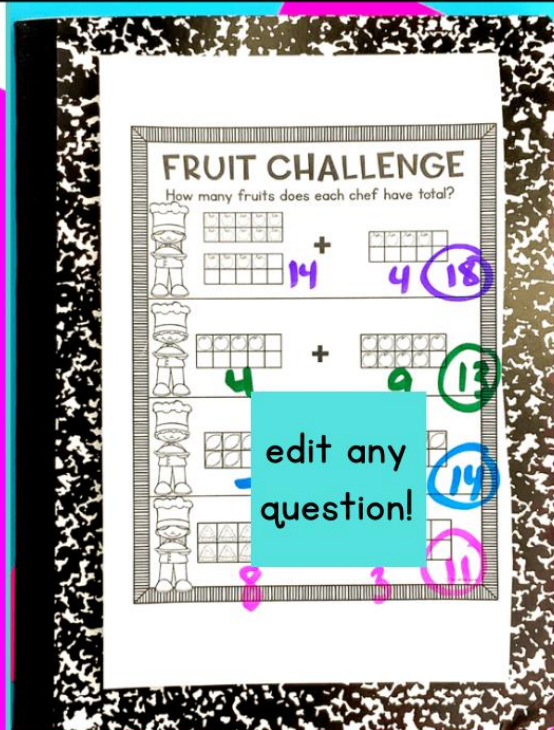 FRUIT CHALLENGE
How many fruits does each chef have total?
+
14 4 18
+
4 9 13
14
edit any
question!
8 3 11